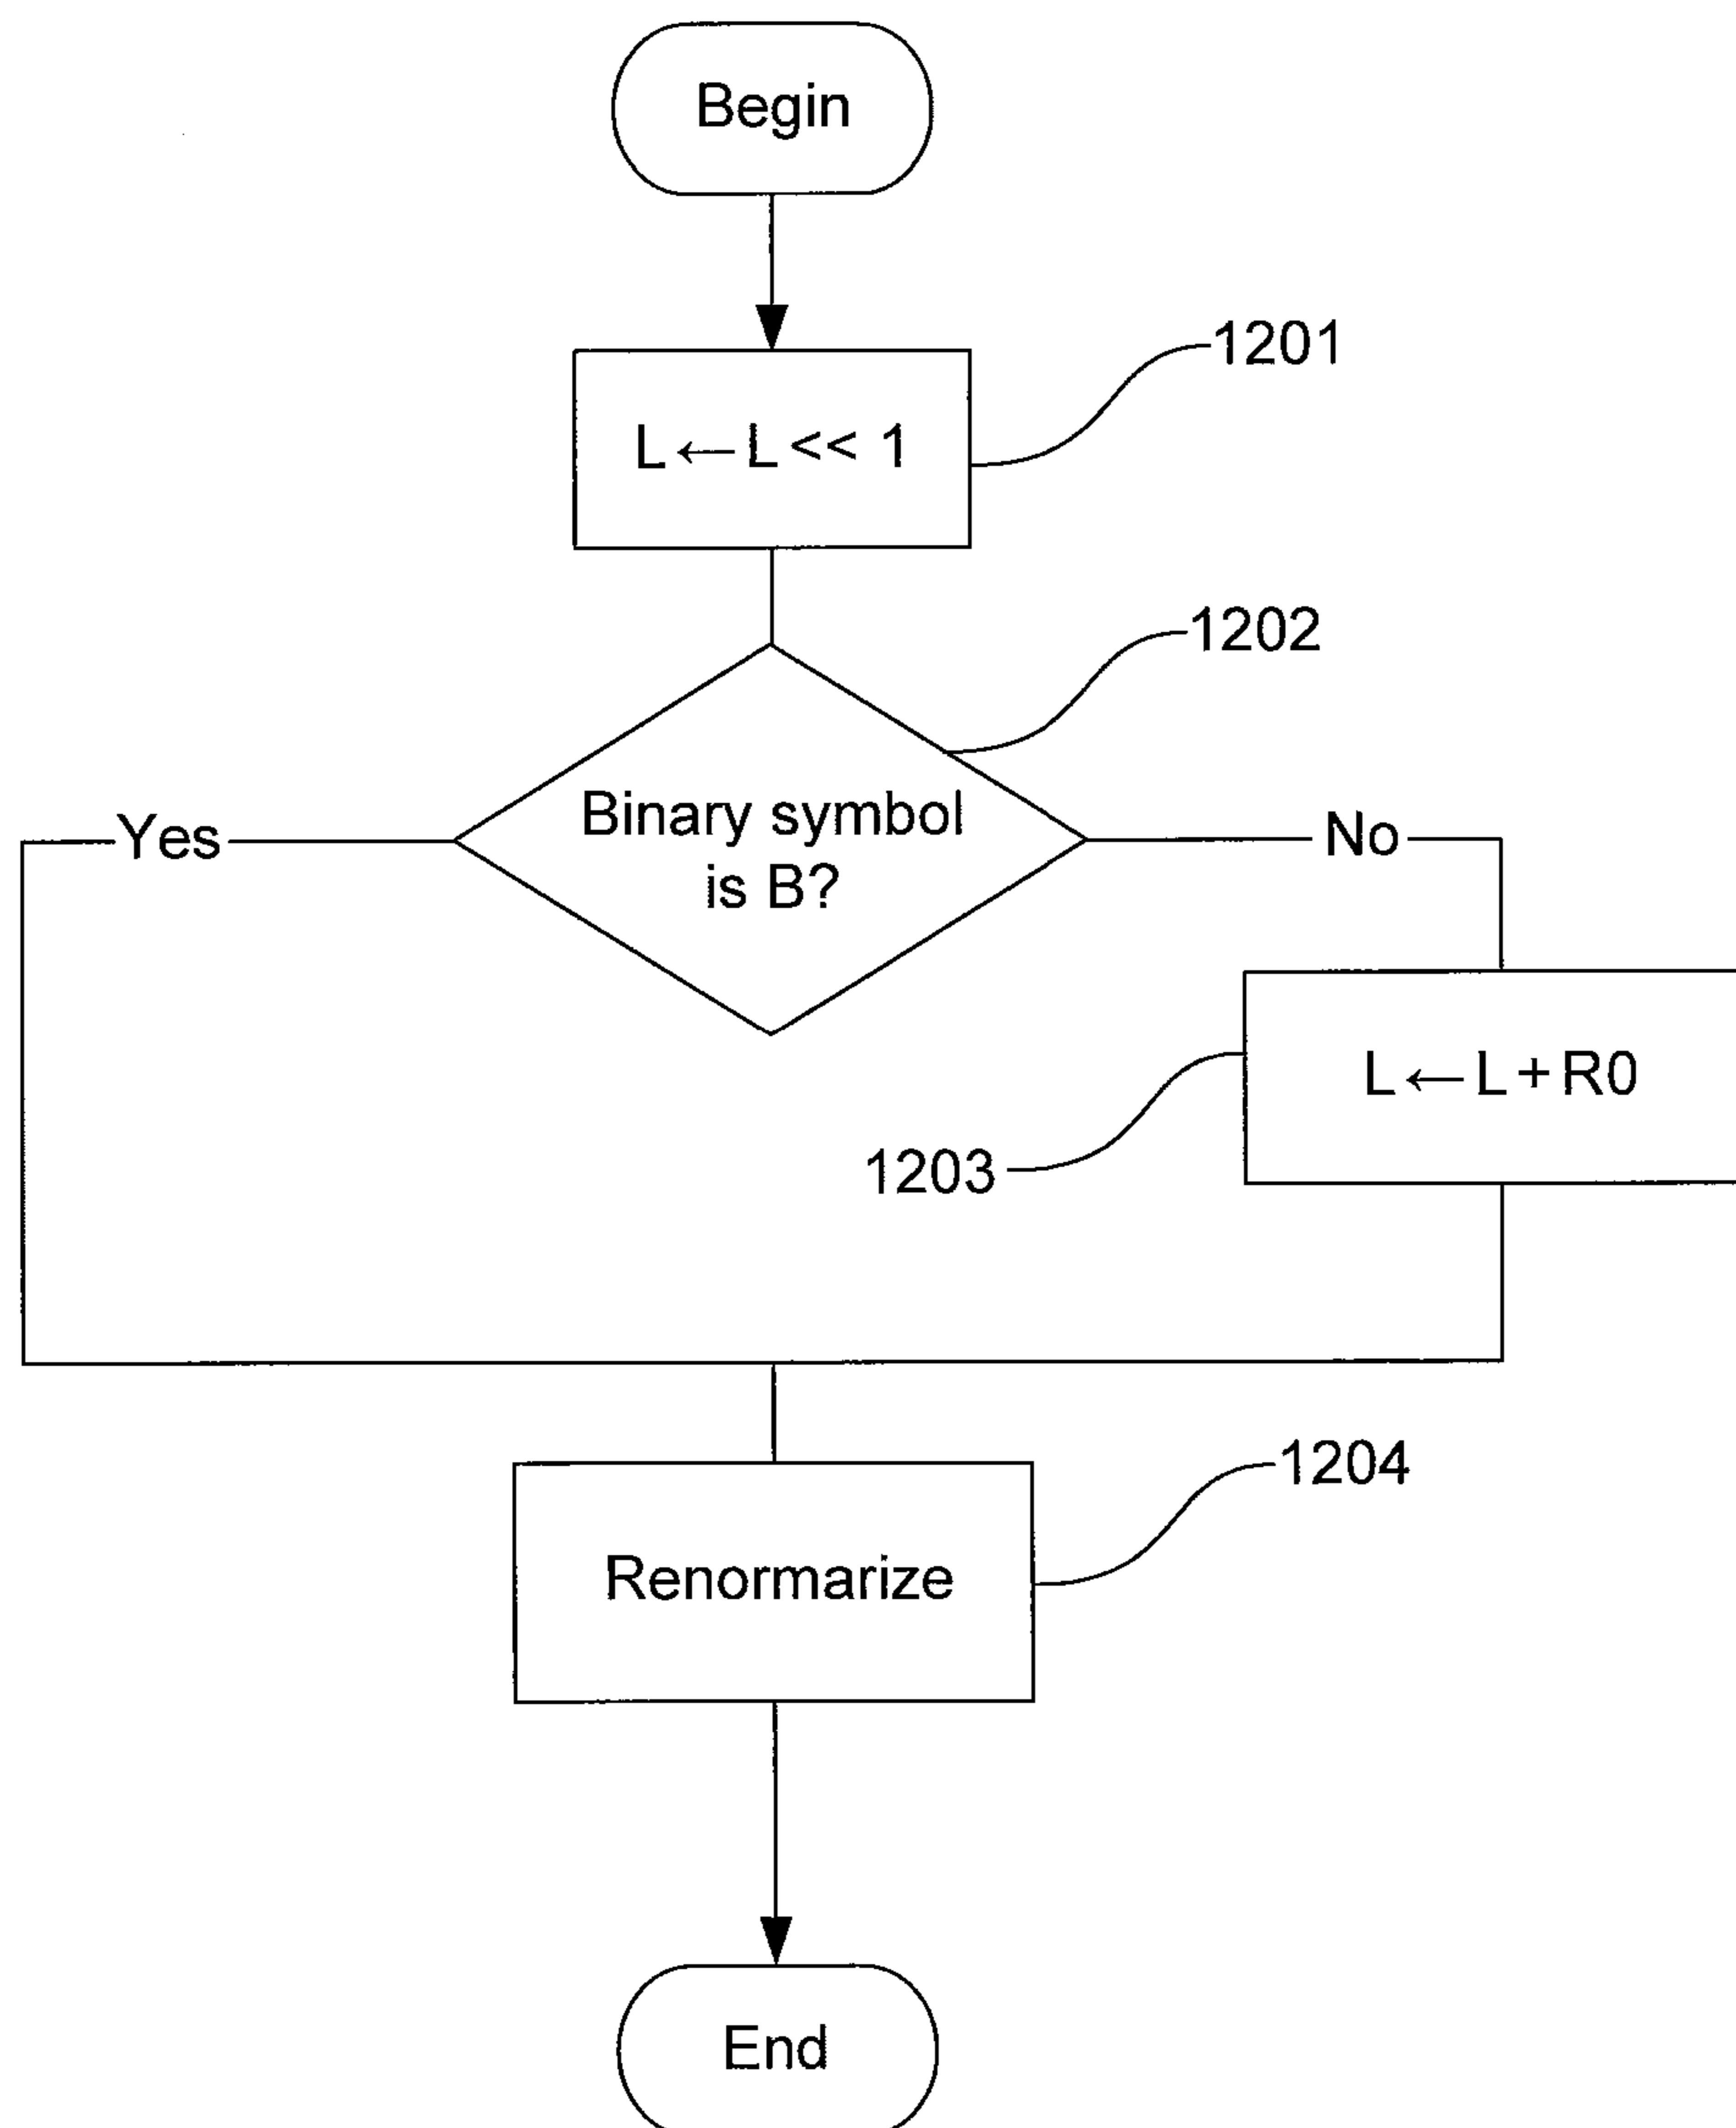 Begin
1201
L ← L << 1
1202
Binary symbol
is B?
Yes
No
L ← L + R0
1203
1204
Renormarize
End